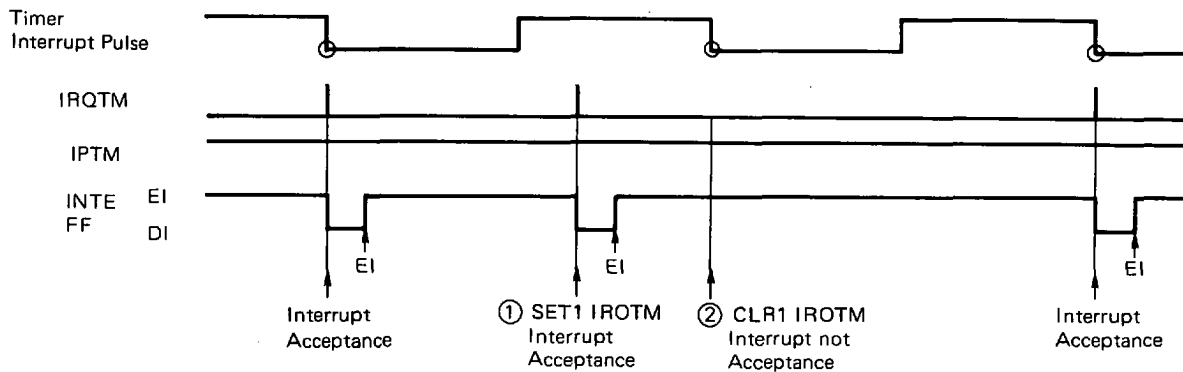 Timer
Interrupt Pulse
IRQTM
IPTM
INTE EI
FF DI
EI
EI
EI
Interrupt
Acceptance
① SET1 IROTM
Interrupt
Acceptance
② CLR1 IROTM
Interrupt not
Acceptance
Interrupt
Acceptance